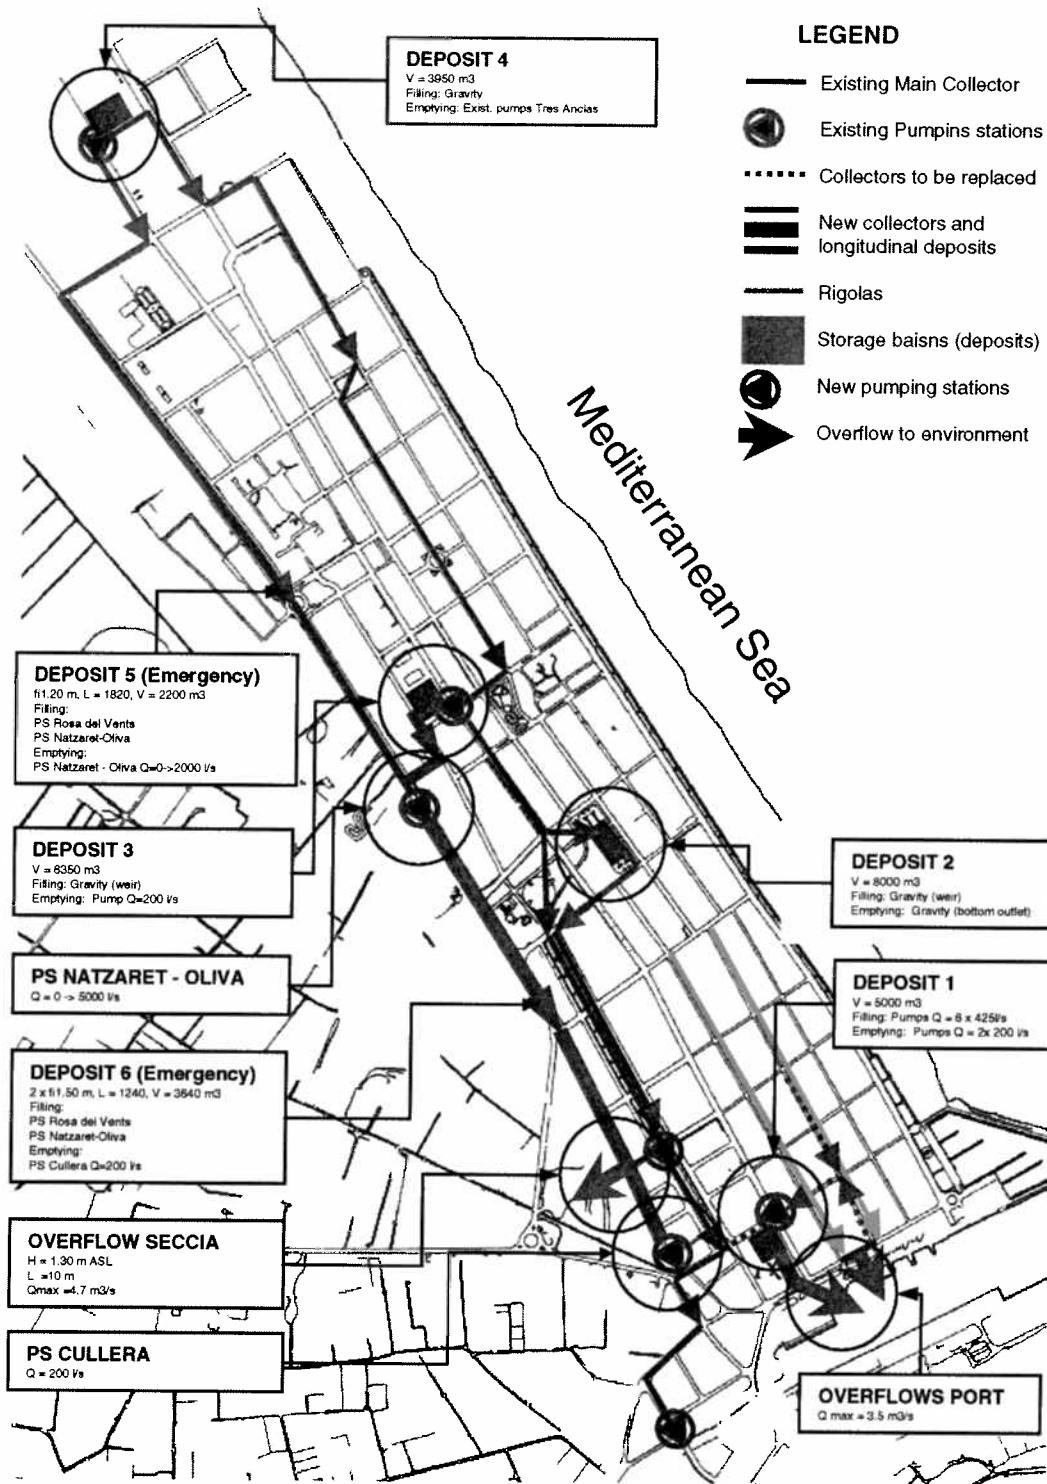 LEGEND
Existing Main Collector
Existing Pumpins stations
Collectors to be replaced
New collectors and
longitudinal deposits
Rigolas
Storage baisns (deposits)
New pumping stations
Overflow to environment
DEPOSIT 4
V = 3950 m3
Filling: Gravity
Emptying: Exist. pumps Tres Ancias
Mediterranean Sea
DEPOSIT 5 (Emergency)
fi1.20 m, L = 1820, V = 2200 m3
Filling:
PS Rosa del Vents
PS Natzaret-Oliva
Emptying:
PS Natzaret - Oliva Q=0->2000 l/s
DEPOSIT 3
V = 6350 m3
Filling: Gravity (weir)
Emptying: Pump Q=200 l/s
DEPOSIT 2
V = 8000 m3
Filling: Gravity (weir)
Emptying: Gravity (bottom outlet)
PS NATZARET - OLIVA
Q = 0 -> 5000 l/s
DEPOSIT 1
V = 5000 m3
Filling: Pumps Q = 6 x 425l/s
Emptying: Pumps Q = 2x 200 l/s
DEPOSIT 6 (Emergency)
2 x fi1.50 m, L = 1240, V = 3640 m3
Filling:
PS Rosa del Vents
PS Natzaret-Oliva
Emptying:
PS Cullera Q=200 l/s
OVERFLOW SECCIA
H = 1.30 m ASL
L =10 m
Qmax =4.7 m3/s
PS CULLERA
Q = 200 l/s
OVERFLOWS PORT
Q max = 3.5 m3/s